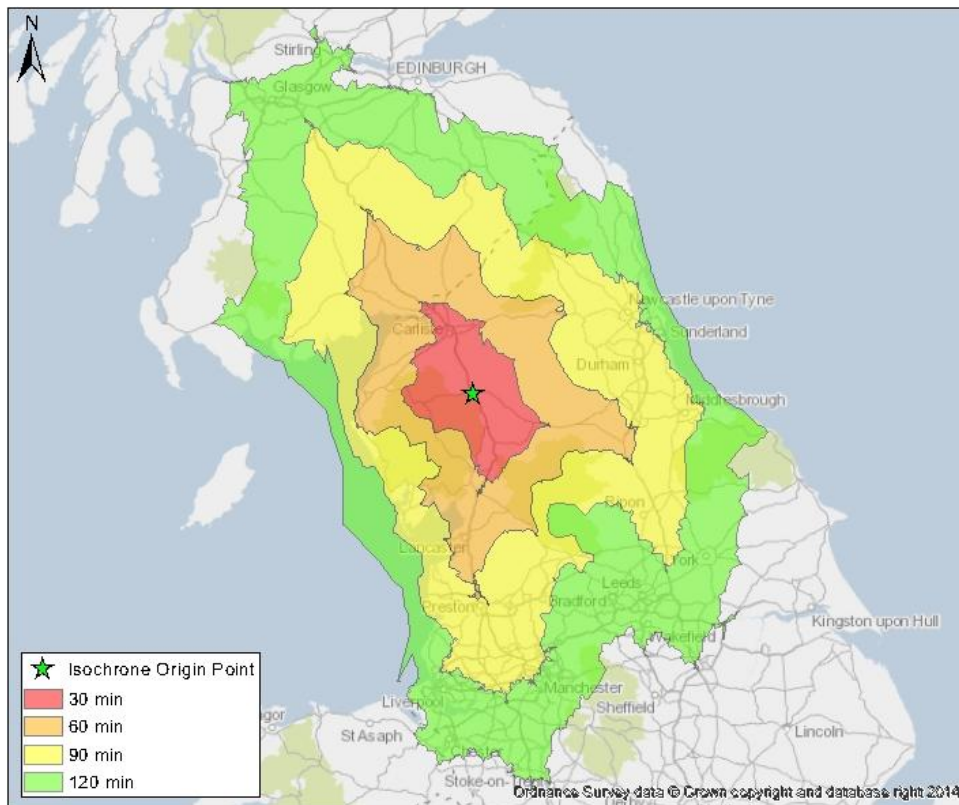 N
Stirling
EDINBURGH
Glasgow
Newcastle upon Tyne
Carlisle
Sunderland
Durham
Middlesbrough
Ripon
Lancaster
York
Leeds
Preston
Bradford
Kingston upon Hull
Wakefield
Isochrone Origin Point
30 min
Manchester
Liverpool
Sheffield
60 min
St Asaph
Lincoln
90 min
Chester
120 min
Stoke-on-Trent
Ordnance Survey data © Crown copyright and database right 2014